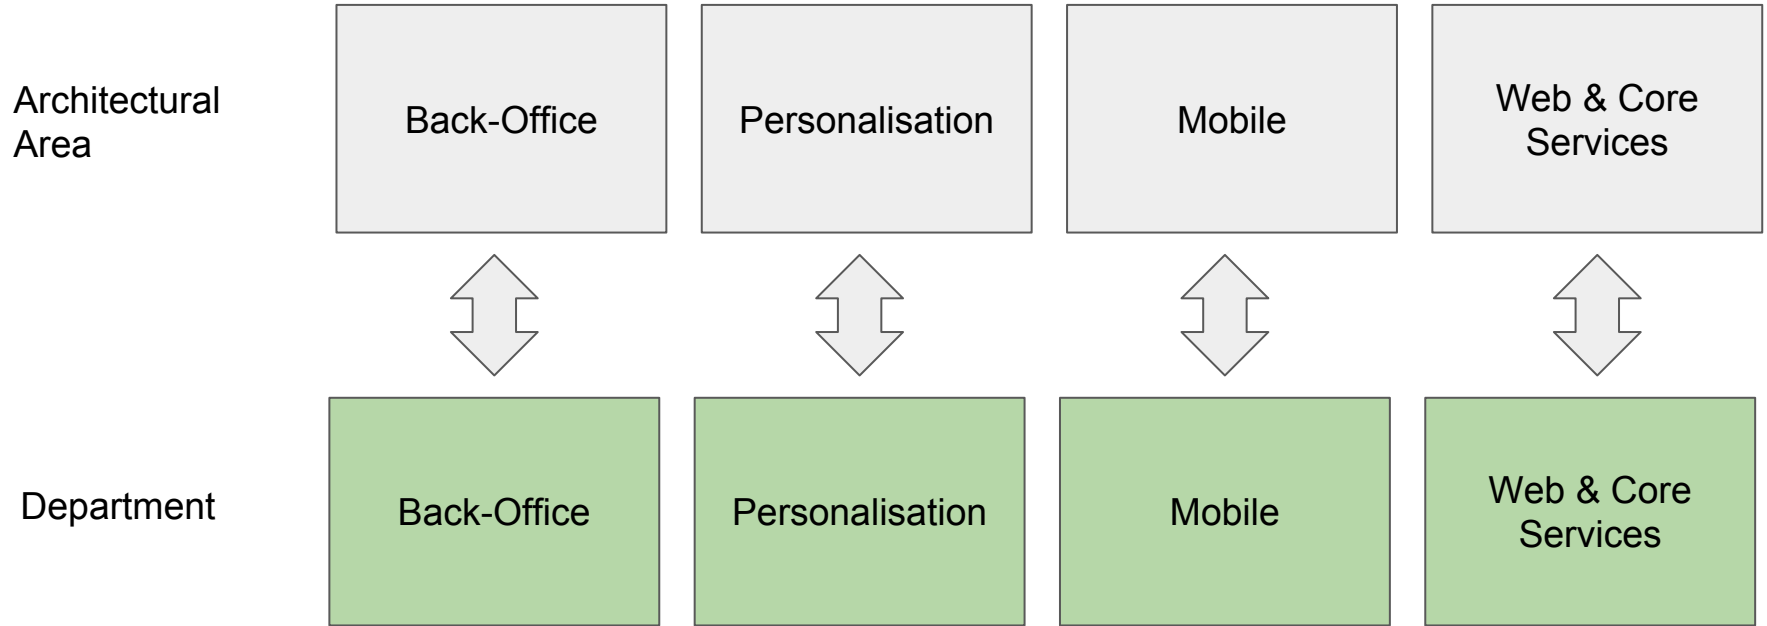 Architectural
Area
Back-Office
Personalisation
Mobile
Web & Core
Services
Department
Back-Office
Personalisation
Mobile
Web & Core
Services